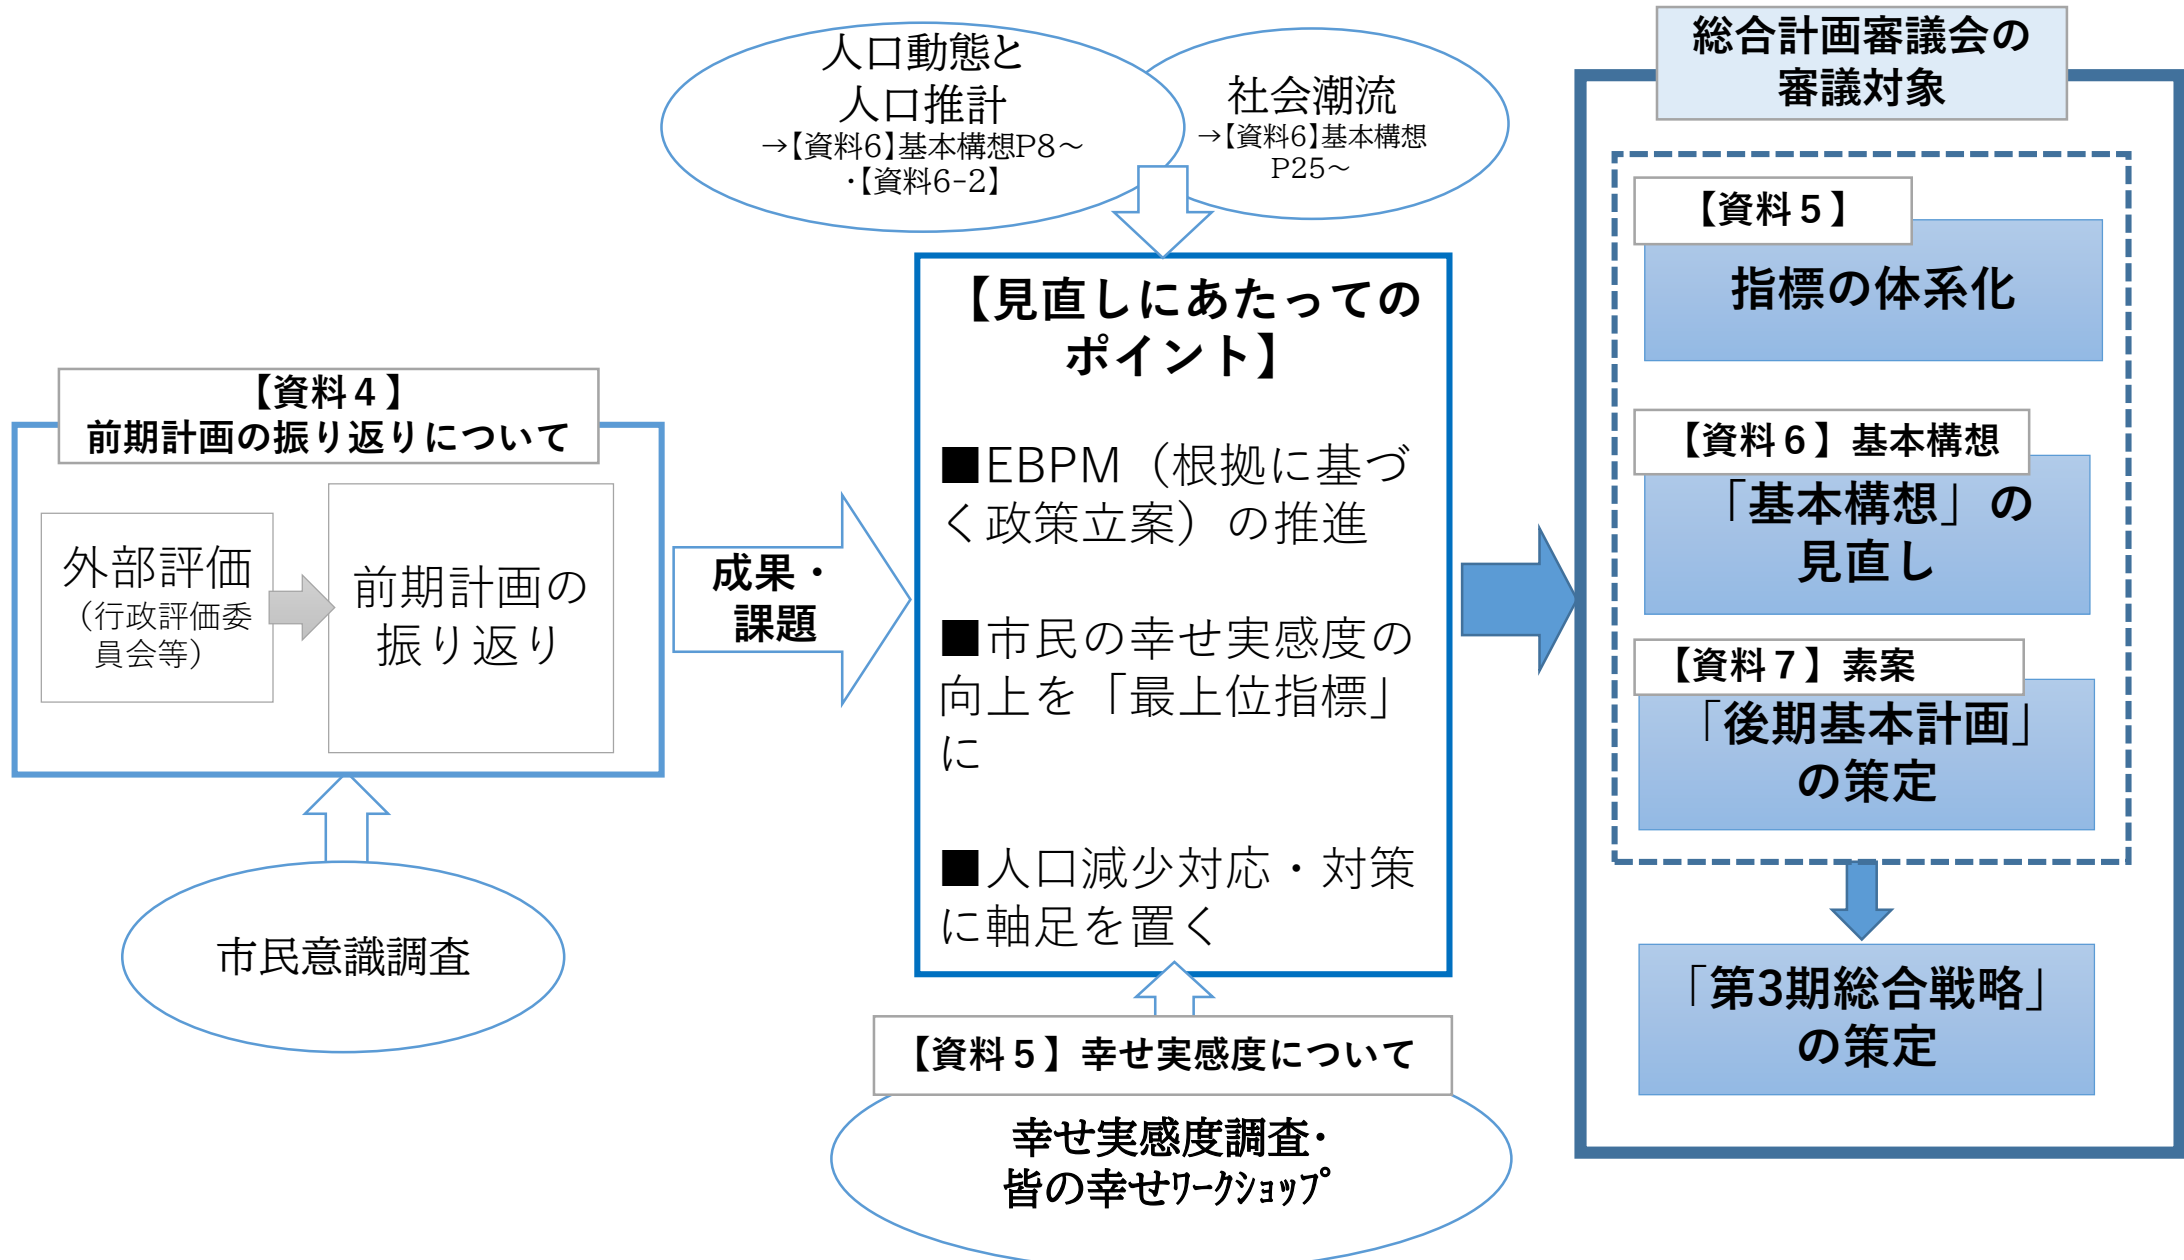 人口動態と
人口推計
→【資料6】基本構想P8～
・【資料6-2】
社会潮流
→【資料6】基本構想
P25～
総合計画審議会の
審議対象
【資料４】
前期計画の振り返りについて
外部評価
（行政評価委
員会等）
前期計画の
振り返り
市民意識調査
成果・
課題
【見直しにあたっての
ポイント】
■EBPM（根拠に基づ
く政策立案）の推進
■市民の幸せ実感度の
向上を「最上位指標」
に
■人口減少対応・対策
に軸足を置く
【資料５】幸せ実感度について
幸せ実感度調査・
皆の幸せﾜｰｸｼｮｯﾌﾟ
【資料５】
指標の体系化
【資料６】基本構想
「基本構想」の
見直し
【資料７】素案
「後期基本計画」
の策定
「第3期総合戦略」
の策定